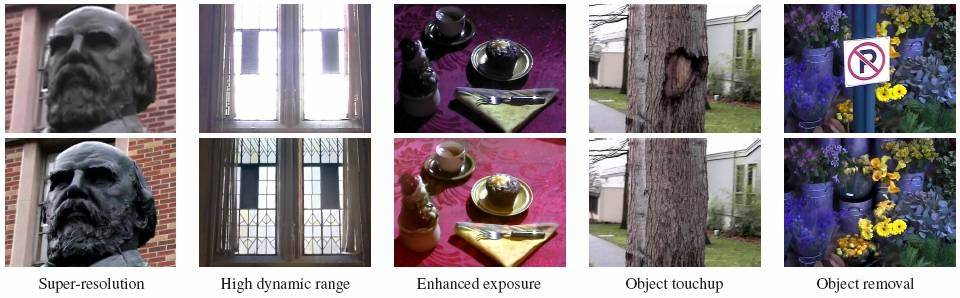 P
Super-resolution
High dynamic range
Enhanced exposure
Object touchup
Object removal